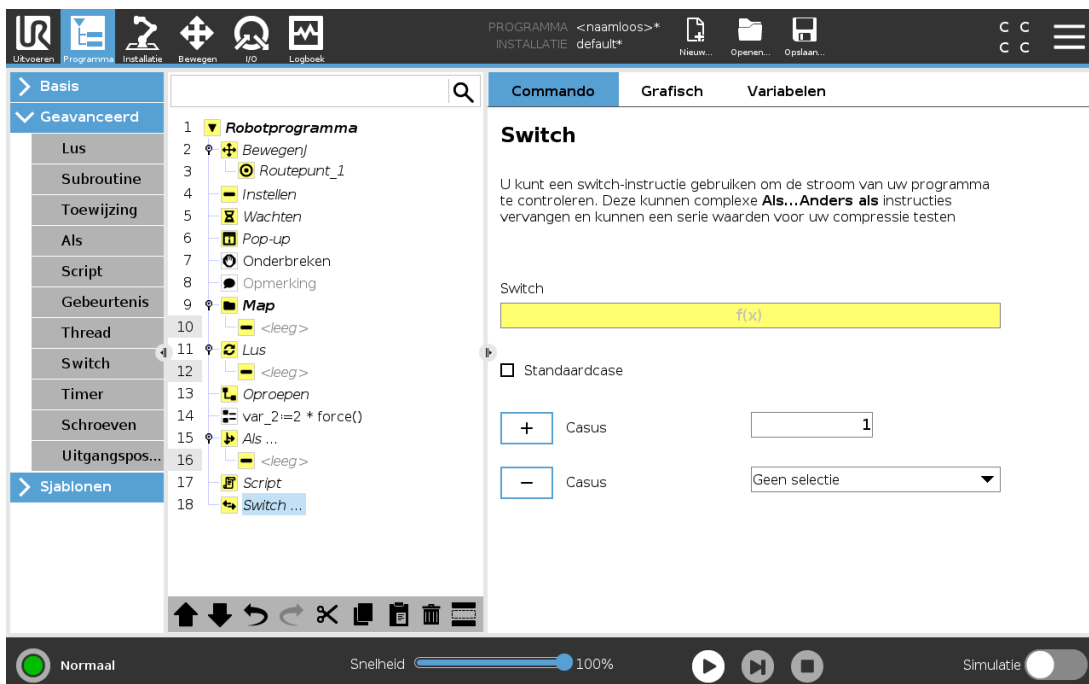 PROGRAMMA <naamloos>*
INSTALLATIE default*
UR
Uitvoeren
Programma
Installatie
Bewegen
I/O
Logboek
Nieuw...
Openen...
Opslaan...
C C
C C
Basis
Geavanceerd
Lus
Subroutine
Toewijzing
Als
Script
Gebeurtenis
Thread
Switch
Timer
Schroeven
Uitgangspos...
Sjablonen
1 Robotprogramma
2 BewegenJ
3 Routepunt_1
4 Instellen
5 Wachten
6 Pop-up
7 Onderbreken
8 Opmerking
9 Map
10 <leeg>
11 Lus
12 <leeg>
13 Oproepen
14 var_2:=2 * force()
15 Als ...
16 <leeg>
17 Script
18 Switch ...
Commando
Grafisch
Variabelen
Switch
U kunt een switch-instructie gebruiken om de stroom van uw programma
te controleren. Deze kunnen complexe Als...Anders als instructies
vervangen en kunnen een serie waarden voor uw compressie testen
Switch
f(x)
Standaardcase
+ Casus 1
− Casus Geen selectie
Normaal
Snelheid 100%
Simulatie